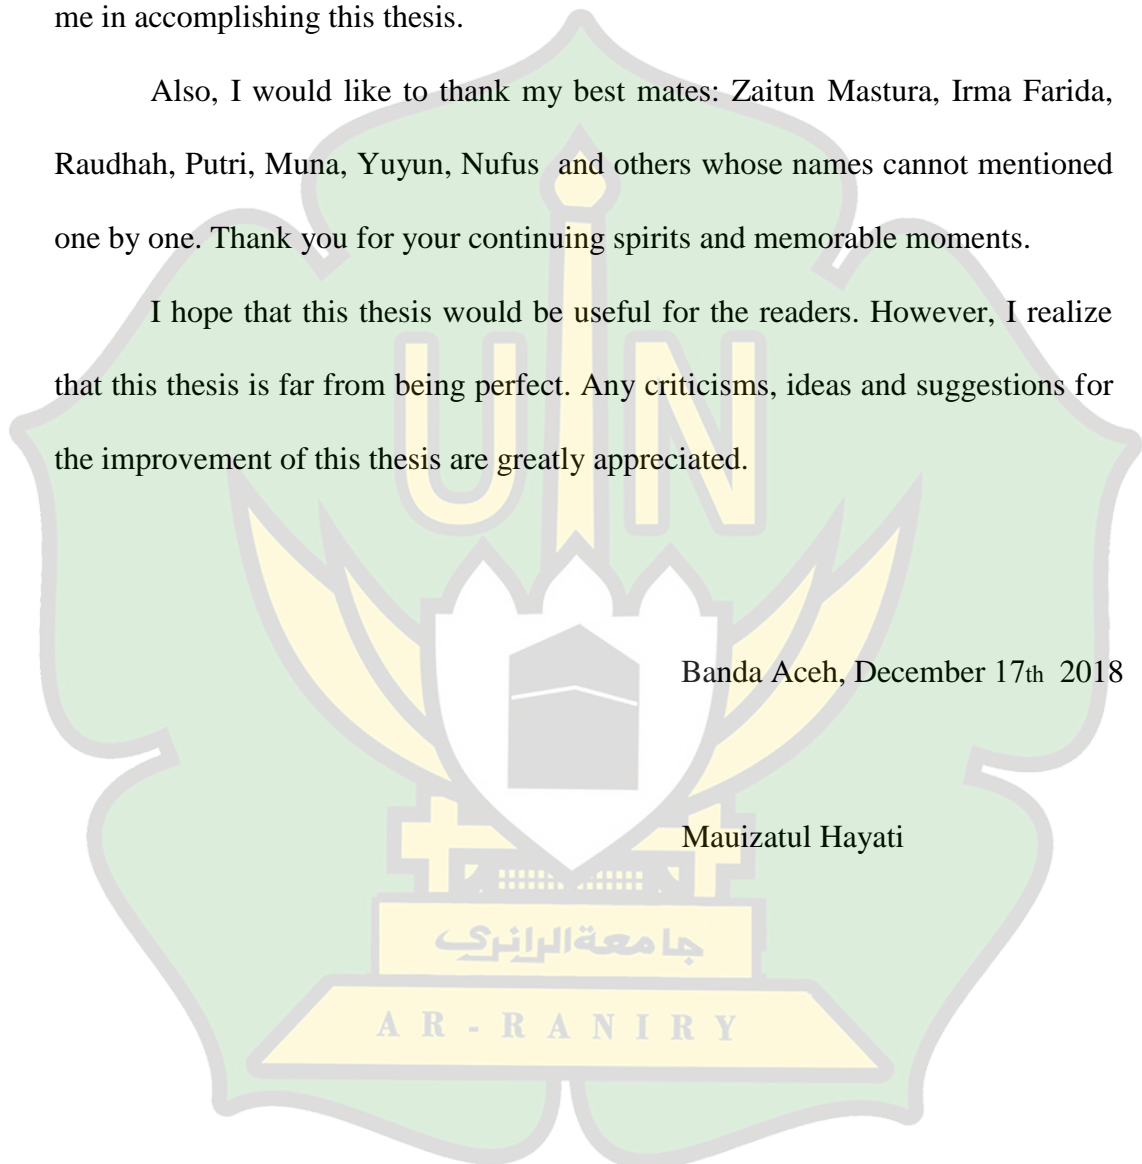 me in accomplishing this thesis.
Also, I would like to thank my best mates: Zaitun Mastura, Irma Farida,
Raudhah, Putri, Muna, Yuyun, Nufus and others whose names cannot mentioned
one by one. Thank you for your continuing spirits and memorable moments.
I hope that this thesis would be useful for the readers. However, I realize
that this thesis is far from being perfect. Any criticisms, ideas and suggestions for
the improvement of this thesis are greatly appreciated.
UIN
Banda Aceh, December 17th 2018
Mauizatul Hayati
جامعة الرانري
AR-RANIRY